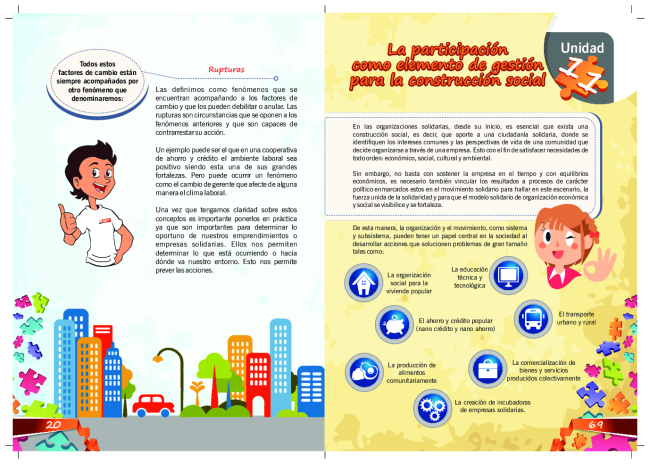 Todos estos
factores de cambio están
siempre acompañados por
otro fenómeno que
denominaremos:
Rupturas
Las definimos como fenómenos que se
encuentran acompañando a los factores de
cambio y que los pueden debilitar o anular. Las
rupturas son circunstancias que se oponen a los
fenómenos anteriores y que son capaces de
contrarrestar su acción.
Un ejemplo puede ser el que en una cooperativa
de ahorro y crédito el ambiente laboral sea
positivo siendo esta una de sus grandes
fortalezas. Pero puede ocurrir un fenómeno
como el cambio de gerente que afecte de alguna
manera el clima laboral.
Una vez que tengamos claridad sobre estos
conceptos es importante ponerlos en práctica
ya que son importantes para determinar lo
oportuno de nuestros emprendimientos o
empresas solidarias. Ellos nos permiten
determinar lo que está ocurriendo o hacia
dónde va nuestro entorno. Esto nos permite
prever las acciones.
20
Unidad
11
La participación
como elemento de gestión
para la construcción social
En las organizaciones solidarias, desde su inicio, es esencial que exista una
construcción social, es decir, que aporte a una ciudadanía solidaria, donde se
identifiquen los intereses comunes y las perspectivas de vida de una comunidad que
decide organizarse a través de una empresa. Esto con el fin de satisfacer necesidades de
todo orden: económico, social, cultural y ambiental.
Sin embargo, no basta con sostener la empresa en el tiempo y con equilibrios
económicos, es necesario también vincular los resultados a procesos de carácter
político enmarcados estos en el movimiento solidario para hallar en este escenario, la
fuerza unida de la solidaridad y para que el modelo solidario de organización económica
y social se visibilice y se fortalezca.
De esta manera, la organización y el movimiento, como sistema
y subsistema, pueden tener un papel central en la sociedad al
desarrollar acciones que solucionen problemas de gran tamaño
tales como:
La organización
social para la
vivienda popular
La educación
técnica y
tecnológica
El ahorro y crédito popular
(nano crédito y nano ahorro)
El transporte
urbano y rural
La producción de
alimentos
comunitariamente
La comercialización de
bienes y servicios
producidos colectivamente
La creación de incubadoras
de empresas solidarias.
69